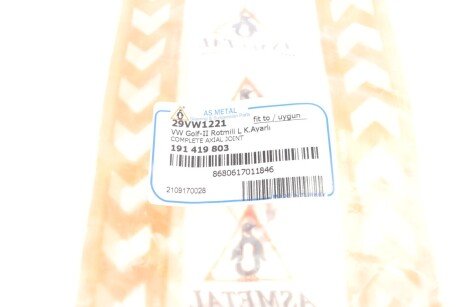 AS METAL
29VW1221 fit to / uygun
VW Golf-II Rotmili L K.Ayarlı
COMPLETE AXIAL JOINT
191 419 803
8680617011846
2109170028
ASMETAL